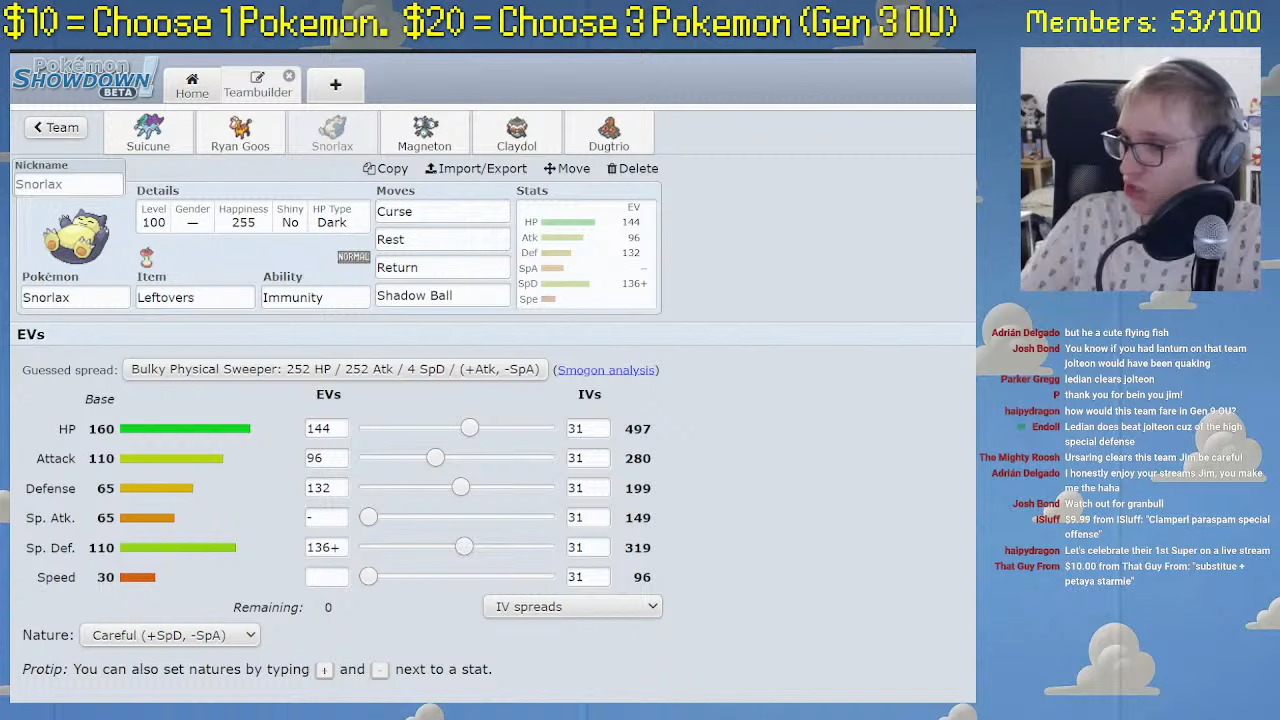 $10 = Choose 1 Pokemon. $20 = Choose 3 Pokemon (Gen 3 OU)
Members: 53/100
Pokémon
SHOWDOWN!
BETA
Home
Teambuilder
+
Team
Suicune
Ryan Goos
Snorlax
Magneton
Claydol
Dugtrio
Copy
Import/Export
Move
Delete
Nickname
Snorlax
Details
Level
100
Gender
—
Happiness
255
Shiny
No
HP Type
Dark
NORMAL
Pokémon
Snorlax
Item
Leftovers
Ability
Immunity
Moves
Curse
Rest
Return
Shadow Ball
Stats
EV
HP 144
Atk 96
Def 132
SpA --
SpD 136+
Spe
EVs
Guessed spread: Bulky Physical Sweeper: 252 HP / 252 Atk / 4 SpD / (+Atk, -SpA) (Smogon analysis)
Base EVs IVs
HP 160 144 31 497
Attack 110 96 31 280
Defense 65 132 31 199
Sp. Atk. 65 - 31 149
Sp. Def. 110 136+ 31 319
Speed 30 31 96
Remaining: 0
IV spreads
Nature: Careful (+SpD, -SpA)
Protip: You can also set natures by typing + and - next to a stat.
Adrián Delgado but he a cute flying fish
Josh Bond You know if you had lanturn on that team
jolteon would have been quaking
Parker Gregg ledian clears jolteon
P thank you for bein you jim!
haipydragon how would this team fare in Gen 9 OU?
Endoll Ledian does beat jolteon cuz of the high
special defense
The Mighty Roosh Ursaring clears this team Jim be careful
Adrián Delgado I honestly enjoy your streams Jim, you make
me the haha
Josh Bond Watch out for granbull
ISluff $9.99 from ISluff: "Clamperl paraspam special
offense"
haipydragon Let's celebrate their 1st Super on a live stream
That Guy From $10.00 from That Guy From: "substitue +
petaya starmie"